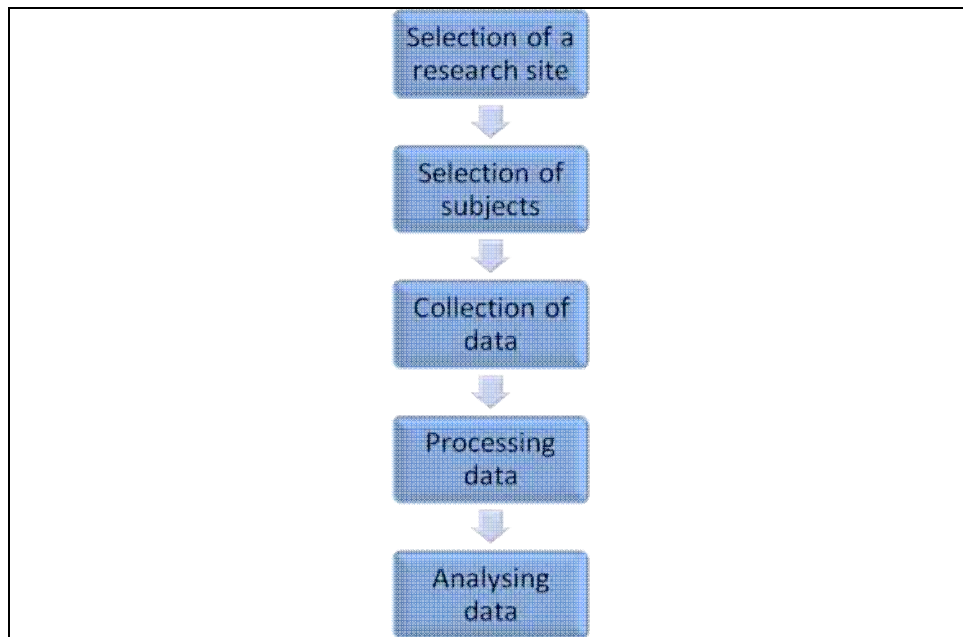 Selection of a
research site
Selection of
subjects
Collection of
data
Processing
data
Analysing
data